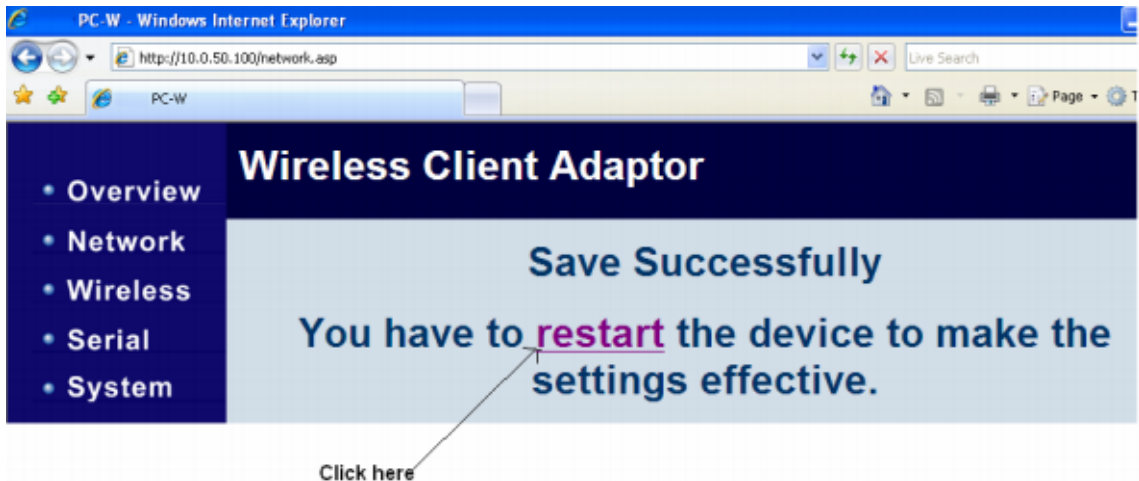 PC-W - Windows Internet Explorer
http://10.0.50.100/network.asp
Live Search
PC-W
Page
Wireless Client Adaptor
Overview
Network
Wireless
Serial
System
Save Successfully
You have to restart the device to make the
settings effective.
Click here